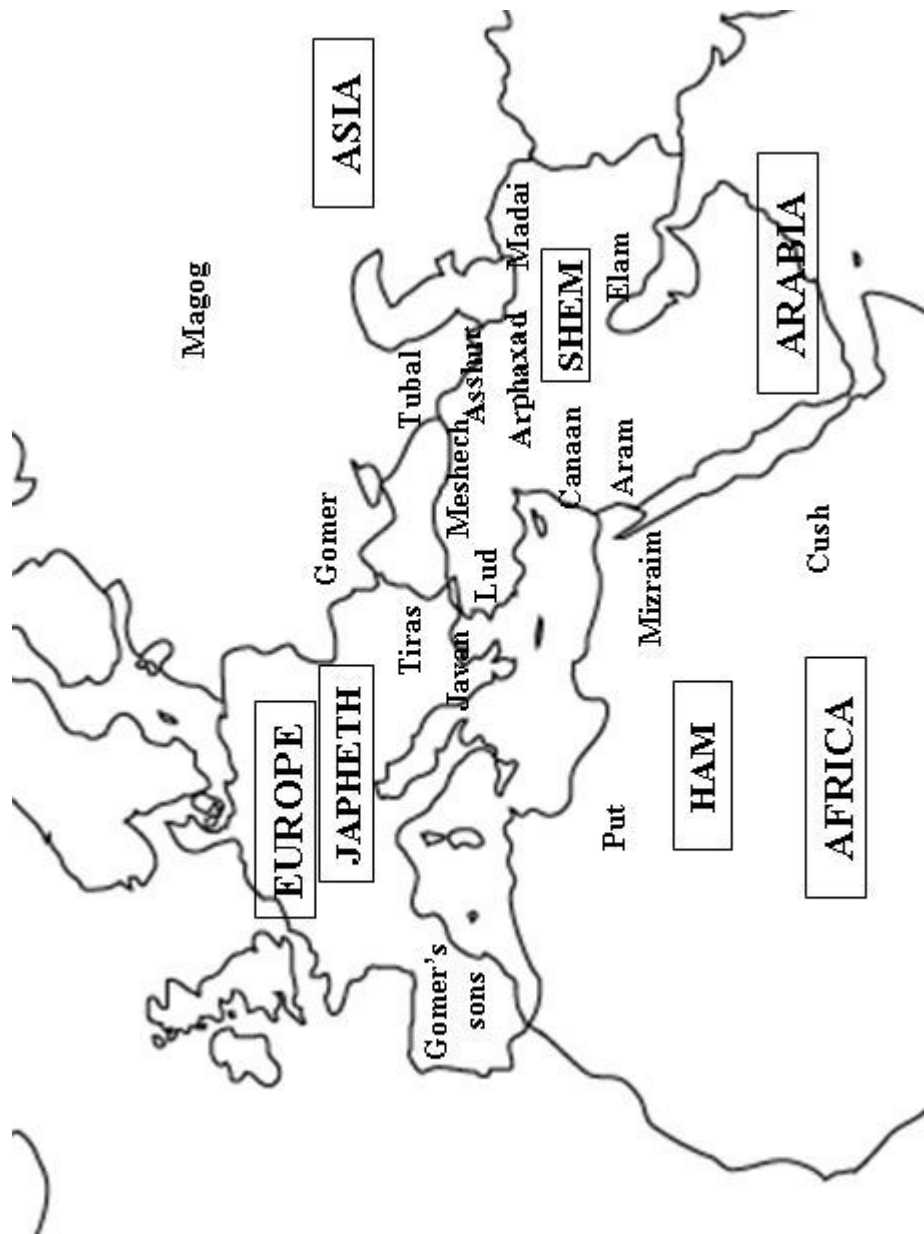 Magog
ASIA
EUROPE
JAPHETH
Gomer
Tiras
Tubal
Gomer's
sons
Javan
Meshech
Lud
Asshur
Arphaxad
Madai
Canaan
SHEM
Put
Mizraim
Aram
Elam
HAM
ARABIA
AFRICA
Cush